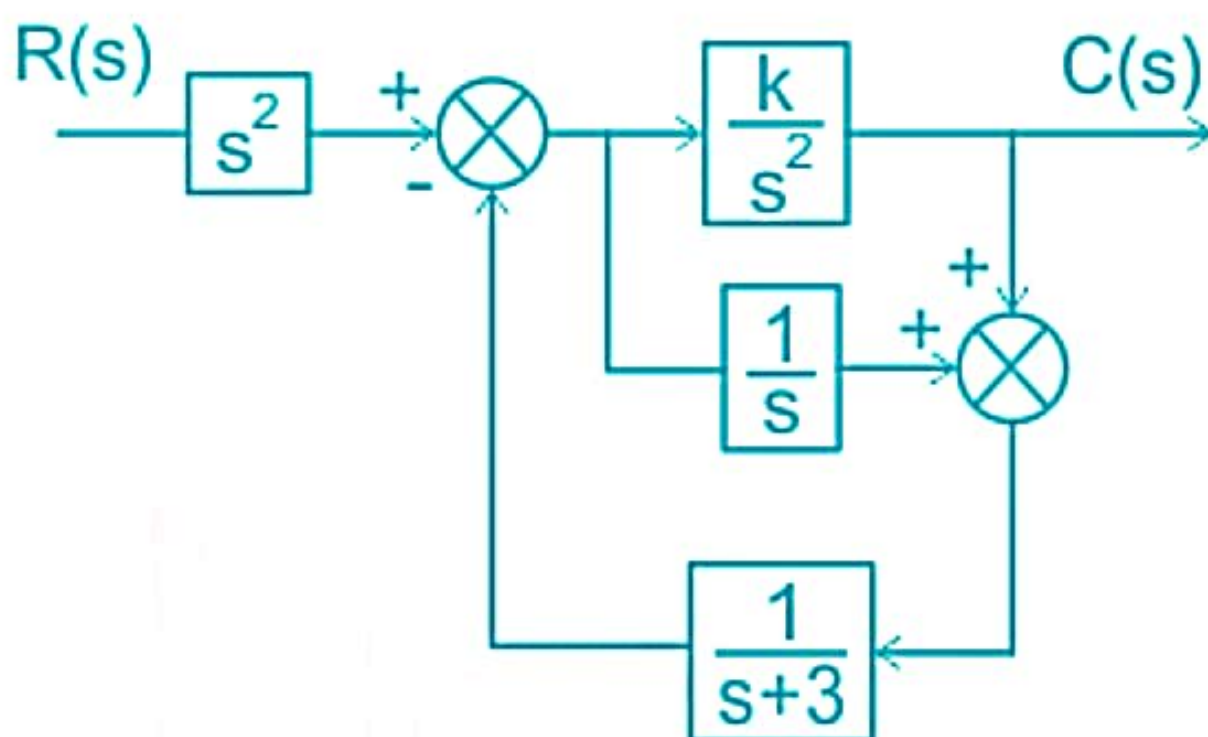 R(s)
s²
+
-
k
s²
C(s)
+
+
1
s
1
s+3